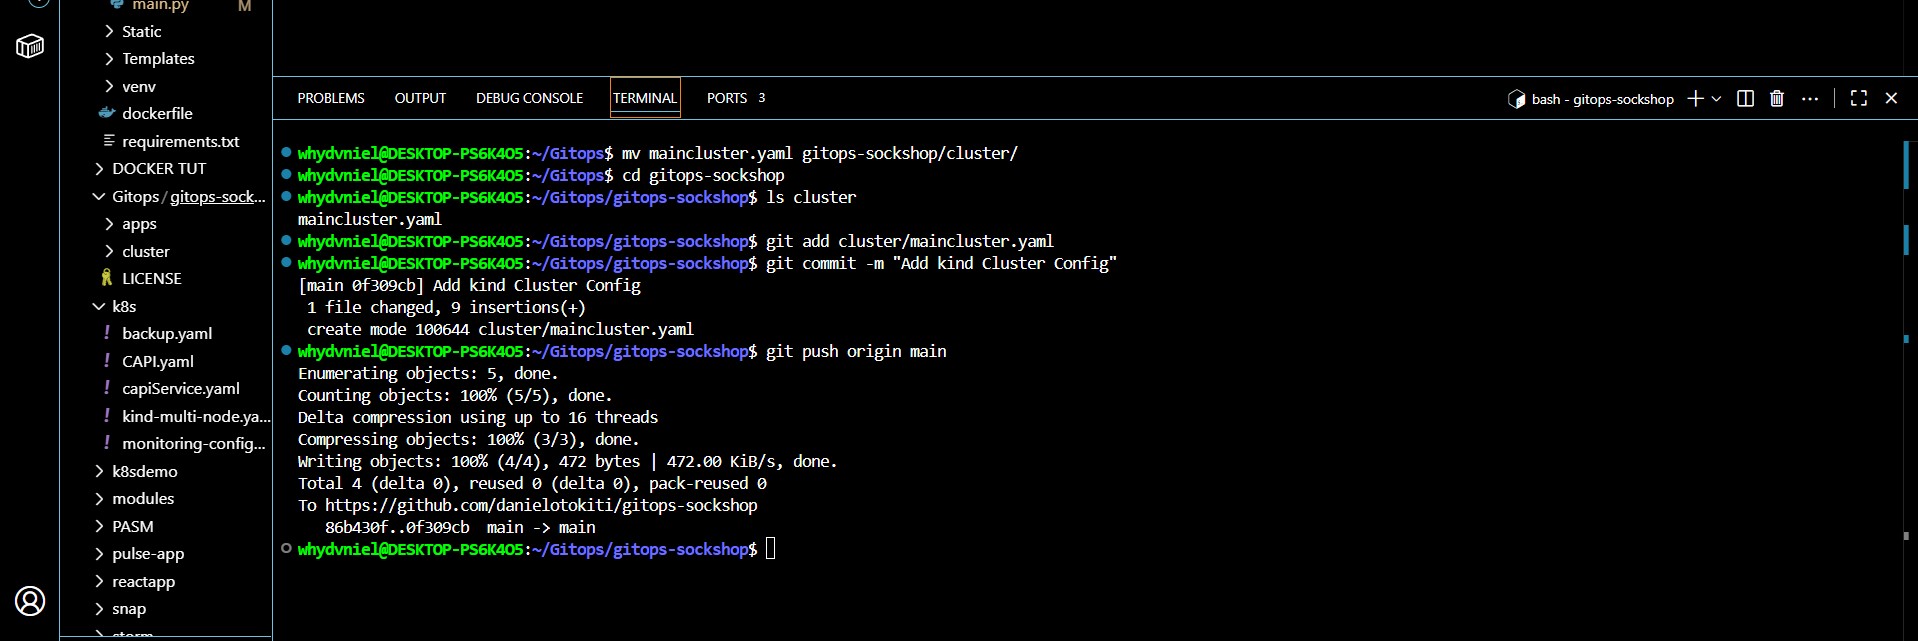 main.py M
Static
Templates
venv
dockerfile
requirements.txt
DOCKER TUT
Gitops/gitops-sock...
apps
cluster
LICENSE
k8s
backup.yaml
CAPI.yaml
capiService.yaml
kind-multi-node.ya...
monitoring-config...
k8sdemo
modules
PASM
pulse-app
reactapp
snap
storm
PROBLEMS OUTPUT DEBUG CONSOLE TERMINAL PORTS 3
bash - gitops-sockshop
whydvniel@DESKTOP-PS6K4O5:~/Gitops$ mv maincluster.yaml gitops-sockshop/cluster/
whydvniel@DESKTOP-PS6K4O5:~/Gitops$ cd gitops-sockshop
whydvniel@DESKTOP-PS6K4O5:~/Gitops/gitops-sockshop$ ls cluster
maincluster.yaml
whydvniel@DESKTOP-PS6K4O5:~/Gitops/gitops-sockshop$ git add cluster/maincluster.yaml
whydvniel@DESKTOP-PS6K4O5:~/Gitops/gitops-sockshop$ git commit -m "Add kind Cluster Config"
[main 0f309cb] Add kind Cluster Config
 1 file changed, 9 insertions(+)
 create mode 100644 cluster/maincluster.yaml
whydvniel@DESKTOP-PS6K4O5:~/Gitops/gitops-sockshop$ git push origin main
Enumerating objects: 5, done.
Counting objects: 100% (5/5), done.
Delta compression using up to 16 threads
Compressing objects: 100% (3/3), done.
Writing objects: 100% (4/4), 472 bytes | 472.00 KiB/s, done.
Total 4 (delta 0), reused 0 (delta 0), pack-reused 0
To https://github.com/danielotokiti/gitops-sockshop
   86b430f..0f309cb  main -> main
whydvniel@DESKTOP-PS6K4O5:~/Gitops/gitops-sockshop$